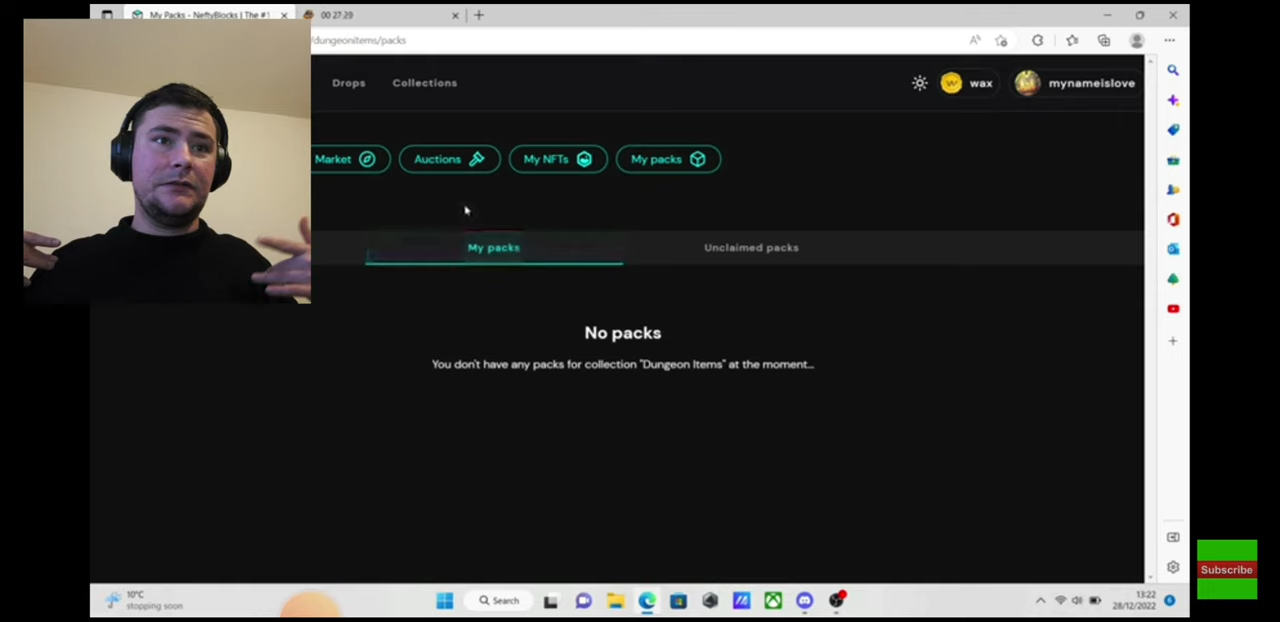 My Packs - NeftyBlocks | The #1
00 27:29
/dungeonitems/packs
Drops
Collections
wax
mynameislove
Market
Auctions
My NFTs
My packs
My packs
Unclaimed packs
No packs
You don't have any packs for collection "Dungeon Items" at the moment...
Subscribe
10°C
stopping soon
Search
13:22
28/12/2022
6